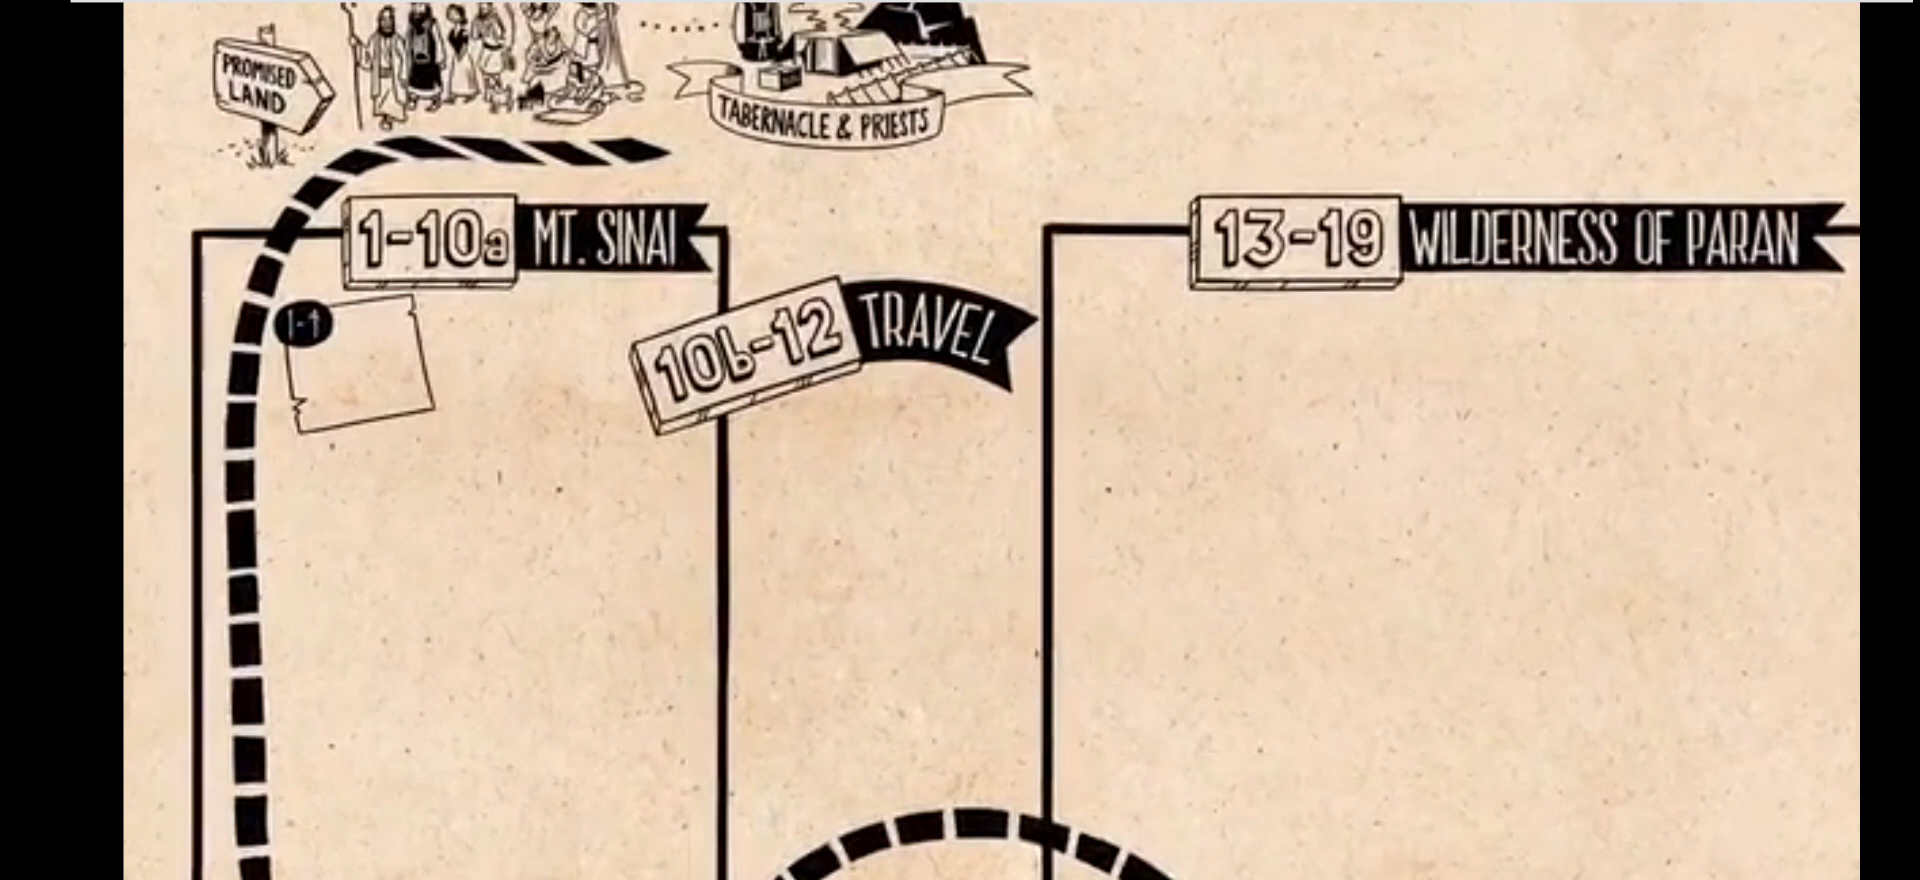 PROMISED
LAND
TABERNACLE & PRIESTS
1-10a MT. SINAI
13-19 WILDERNESS OF PARAN
10b-12 TRAVEL
1-4